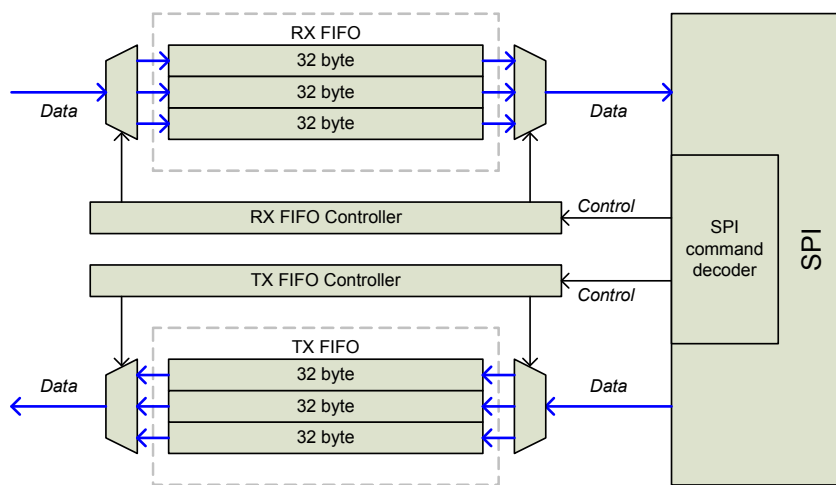 RX FIFO
32 byte
32 byte
32 byte
Data
Data
RX FIFO Controller
Control
SPI
command
decoder
SPI
TX FIFO Controller
Control
TX FIFO
32 byte
32 byte
32 byte
Data
Data